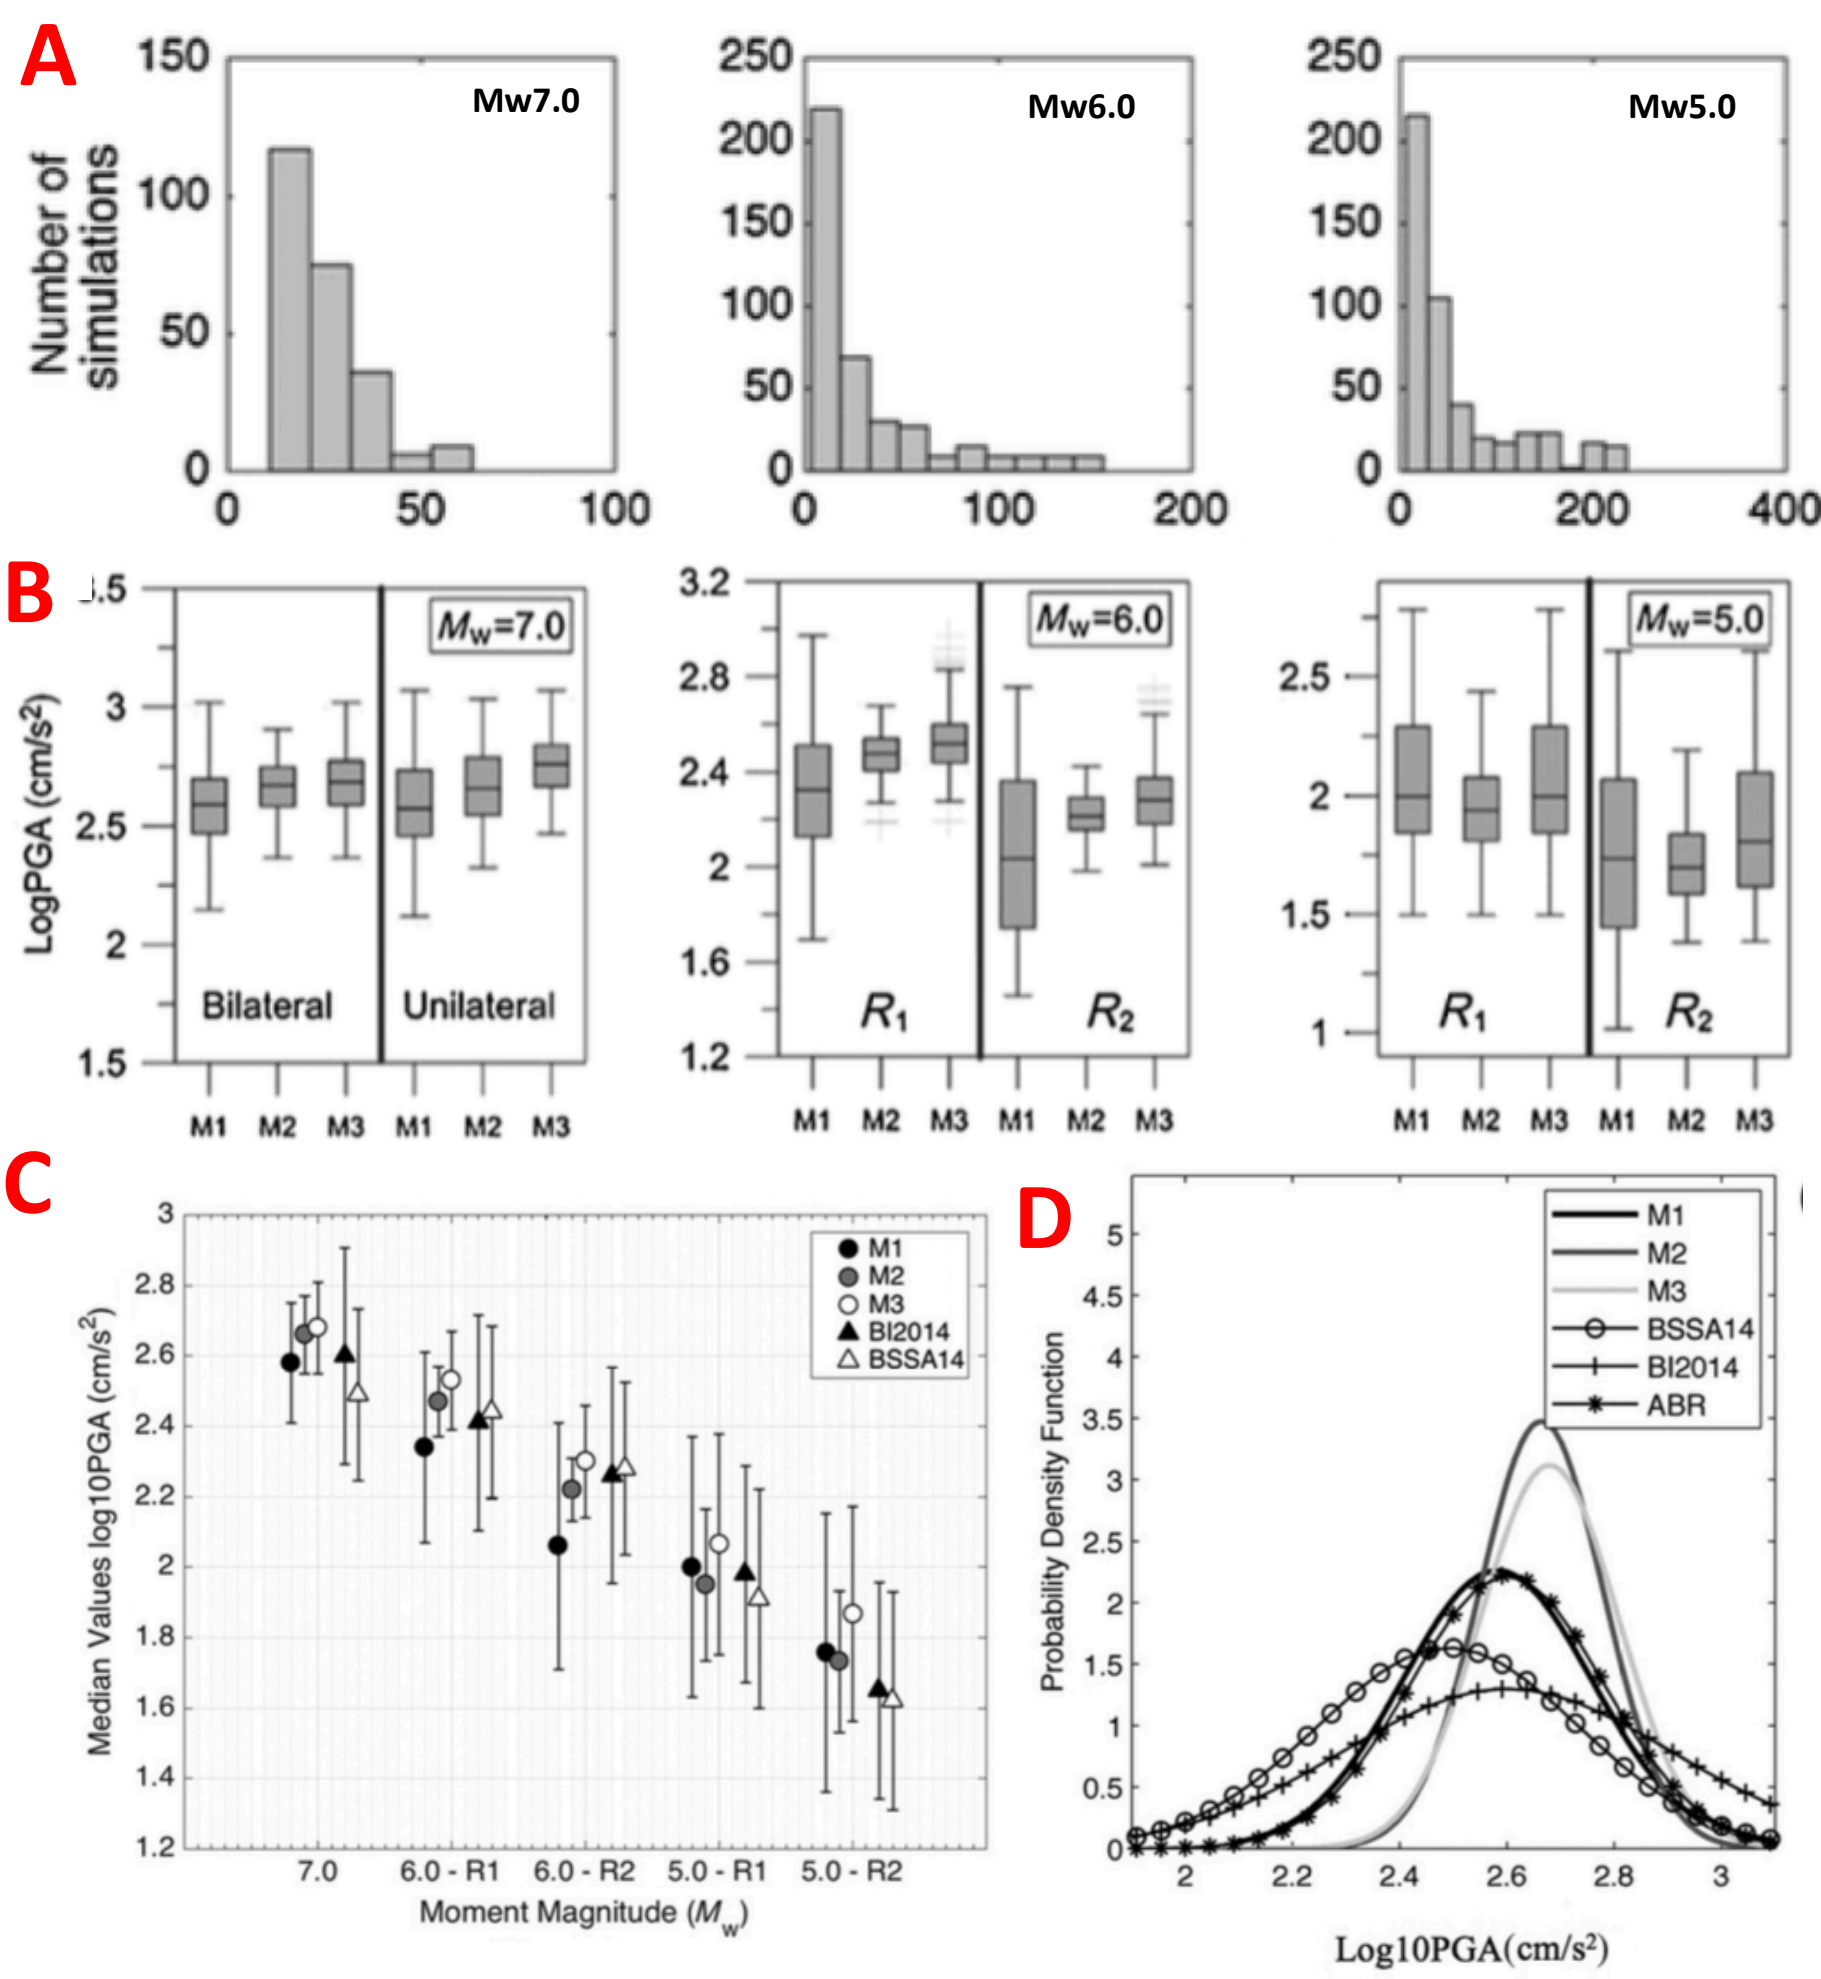 A
150
100
50
0
Number of
simulations
Mw7.0
0 50 100
250
200
150
100
50
0
Mw6.0
0 100 200
250
200
150
100
50
0
Mw5.0
0 200 400
B
LogPGA (cm/s²)
.5
3
2.5
2
1.5
Mw=7.0
Bilateral
Unilateral
M1 M2 M3 M1 M2 M3
3.2
2.8
2.4
2
1.6
1.2
Mw=6.0
R1
R2
M1 M2 M3 M1 M2 M3
2.5
2
1.5
1
Mw=5.0
R1
R2
M1 M2 M3 M1 M2 M3
C
Median Values log10PGA (cm/s²)
3
2.8
2.6
2.4
2.2
2
1.8
1.6
1.4
1.2
M1
M2
M3
BI2014
BSSA14
7.0 6.0 - R1 6.0 - R2 5.0 - R1 5.0 - R2
Moment Magnitude (Mw)
D
Probability Density Function
5
4.5
4
3.5
3
2.5
2
1.5
1
0.5
0
M1
M2
M3
BSSA14
BI2014
ABR
2 2.2 2.4 2.6 2.8 3
Log10PGA(cm/s²)